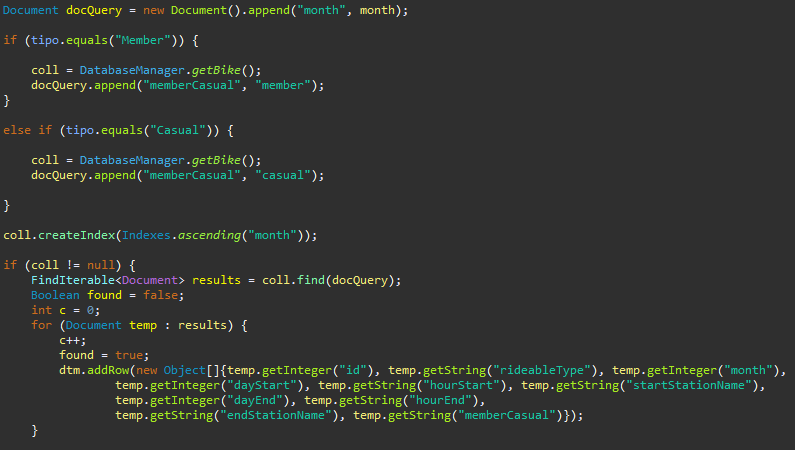 Document docQuery = new Document().append("month", month);
if (tipo.equals("Member")) {
coll = DatabaseManager.getBike();
docQuery.append("memberCasual", "member");
}
else if (tipo.equals("Casual")) {
coll = DatabaseManager.getBike();
docQuery.append("memberCasual", "casual");
}
coll.createIndex(Indexes.ascending("month"));
if (coll != null) {
FindIterable<Document> results = coll.find(docQuery);
Boolean found = false;
int c = 0;
for (Document temp : results) {
c++;
found = true;
dtm.addRow(new Object[]{temp.getInteger("id"), temp.getString("rideableType"), temp.getInteger("month"),
temp.getInteger("dayStart"), temp.getString("hourStart"), temp.getString("startStationName"),
temp.getInteger("dayEnd"), temp.getString("hourEnd"),
temp.getString("endStationName"), temp.getString("memberCasual")});
}